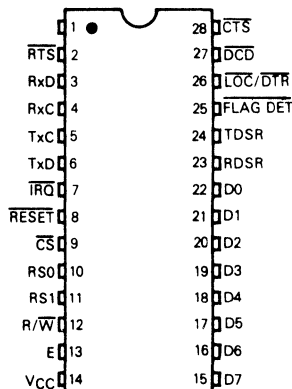 1 28 CTS
RTS 2 27 DCD
RxD 3 26 LOC/DTR
RxC 4 25 FLAG DET
TxC 5 24 TDSR
TxD 6 23 RDSR
IRQ 7 22 D0
RESET 8 21 D1
CS 9 20 D2
RS0 10 19 D3
RS1 11 18 D4
R/W 12 17 D5
E 13 16 D6
VCC 14 15 D7